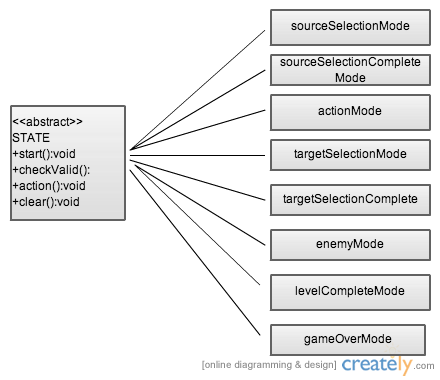 <<abstract>>
STATE
+start():void
+checkValid():
+action():void
+clear():void
sourceSelectionMode
sourceSelectionComplete
Mode
actionMode
targetSelectionMode
targetSelectionComplete
enemyMode
levelCompleteMode
gameOverMode
[online diagramming & design] creately.com